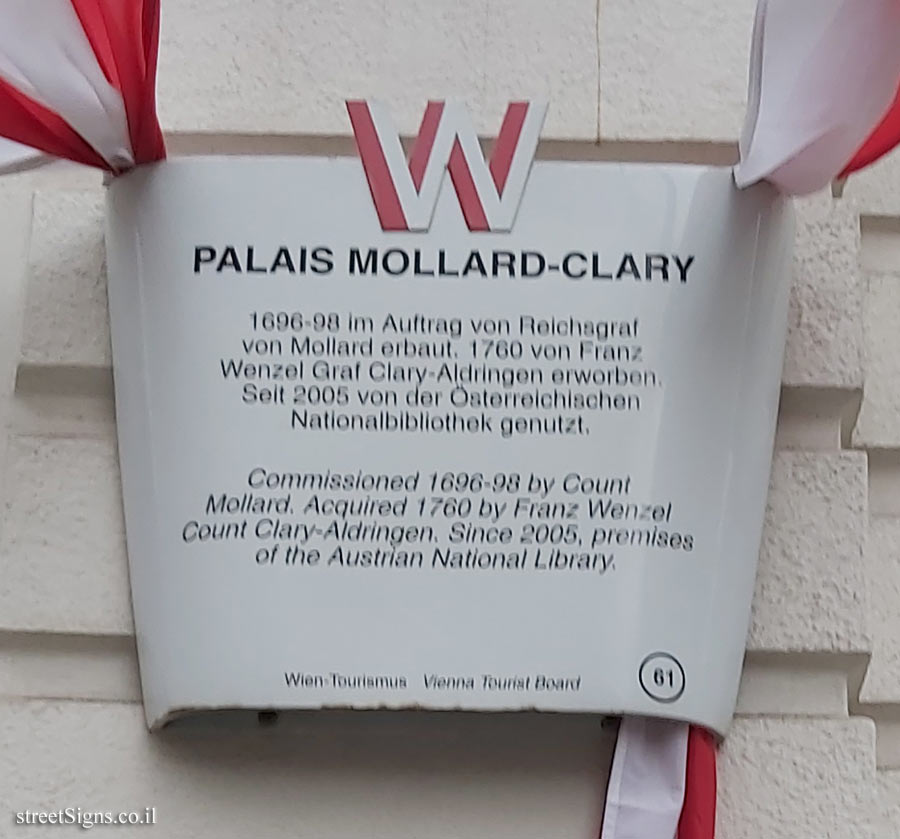 W
PALAIS MOLLARD-CLARY
1696-98 im Auftrag von Reichsgraf
von Mollard erbaut. 1760 von Franz
Wenzel Graf Clary-Aldringen erworben.
Seit 2005 von der Österreichischen
Nationalbibliothek genutzt.
Commissioned 1696-98 by Count
Mollard. Acquired 1760 by Franz Wenzel
Count Clary-Aldringen. Since 2005, premises
of the Austrian National Library.
Wien-Tourismus Vienna Tourist Board 61
streetSigns.co.il